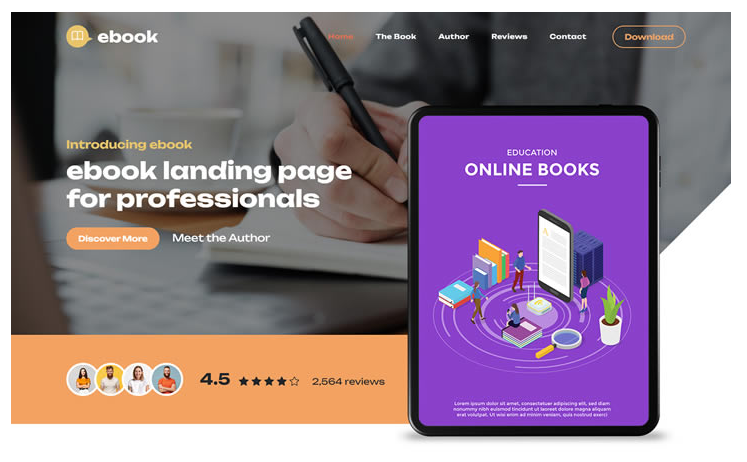 ebook
Home
The Book
Author
Reviews
Contact
Download
Introducing ebook
ebook landing page
for professionals
Discover More
Meet the Author
EDUCATION
ONLINE BOOKS
4.5
2,564 reviews
Lorem ipsum dolor sit amet, consectetuer adipiscing elit, sed diam
nonummy nibh euismod tincidunt ut laoreet dolore magna aliquam
erat volutpat. Ut wisi enim ad minim veniam, quis nostrud exerci